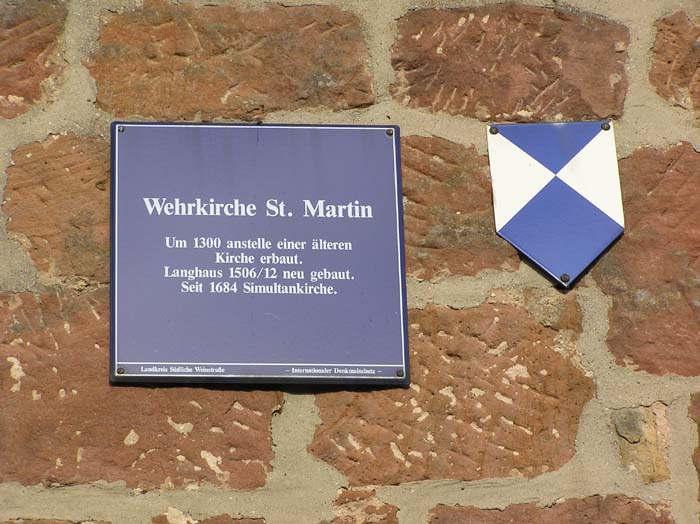 Wehrkirche St. Martin
Um 1300 anstelle einer älteren
Kirche erbaut.
Langhaus 1506/12 neu gebaut.
Seit 1684 Simultankirche.
Landkreis Südliche Weinstraße – Internationaler Denkmalschutz –